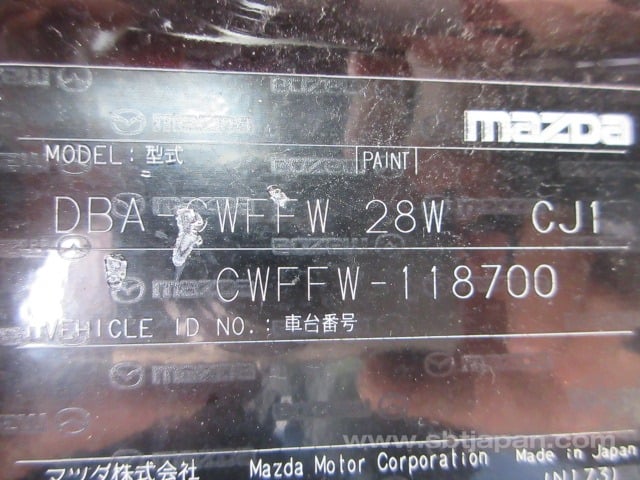 mazda
MODEL: 型式 PAINT
DBA-CWFFW 28W CJ1
CWFFW-118700
VEHICLE ID NO.: 車台番号
www.sbtjapan.com
マツダ株式会社 Mazda Motor Corporation Made in Japan